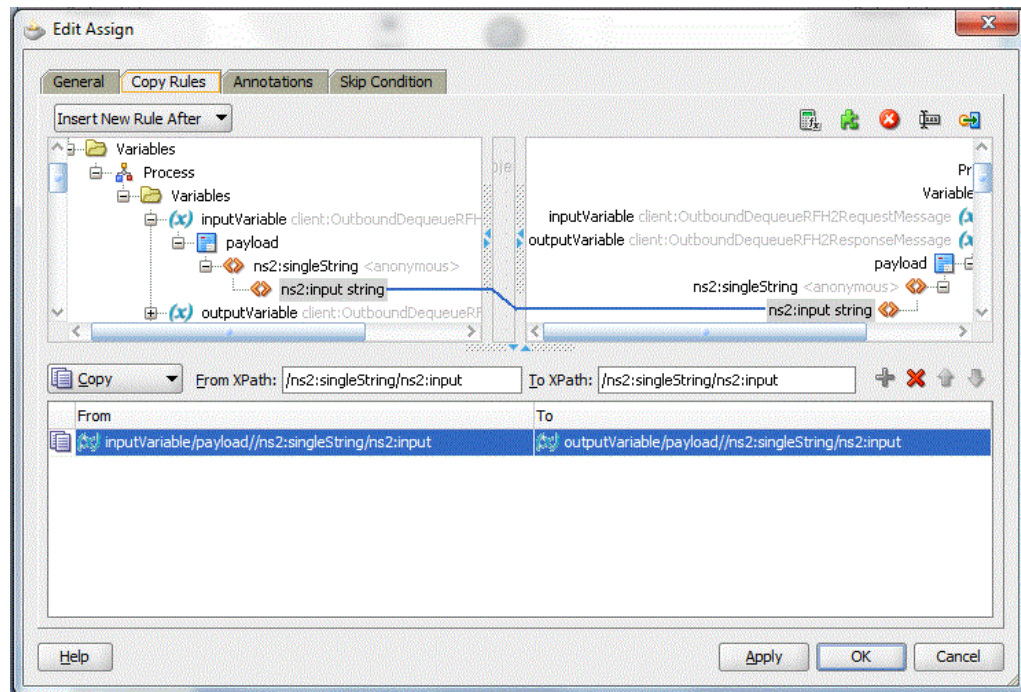 Edit Assign
General Copy Rules Annotations Skip Condition
Insert New Rule After
Variables
Process
Variables
inputVariable client:OutboundDequeueRFH
payload
ns2:singleString <anonymous>
ns2:input string
outputVariable client:OutboundDequeueRF
Pr
Variable
inputVariable client:OutboundDequeueRFH2RequestMessage
outputVariable client:OutboundDequeueRFH2ResponseMessage
payload
ns2:singleString <anonymous>
ns2:input string
Copy From XPath: /ns2:singleString/ns2:input To XPath: /ns2:singleString/ns2:input
From To
inputVariable/payload//ns2:singleString/ns2:input outputVariable/payload//ns2:singleString/ns2:input
Help Apply OK Cancel